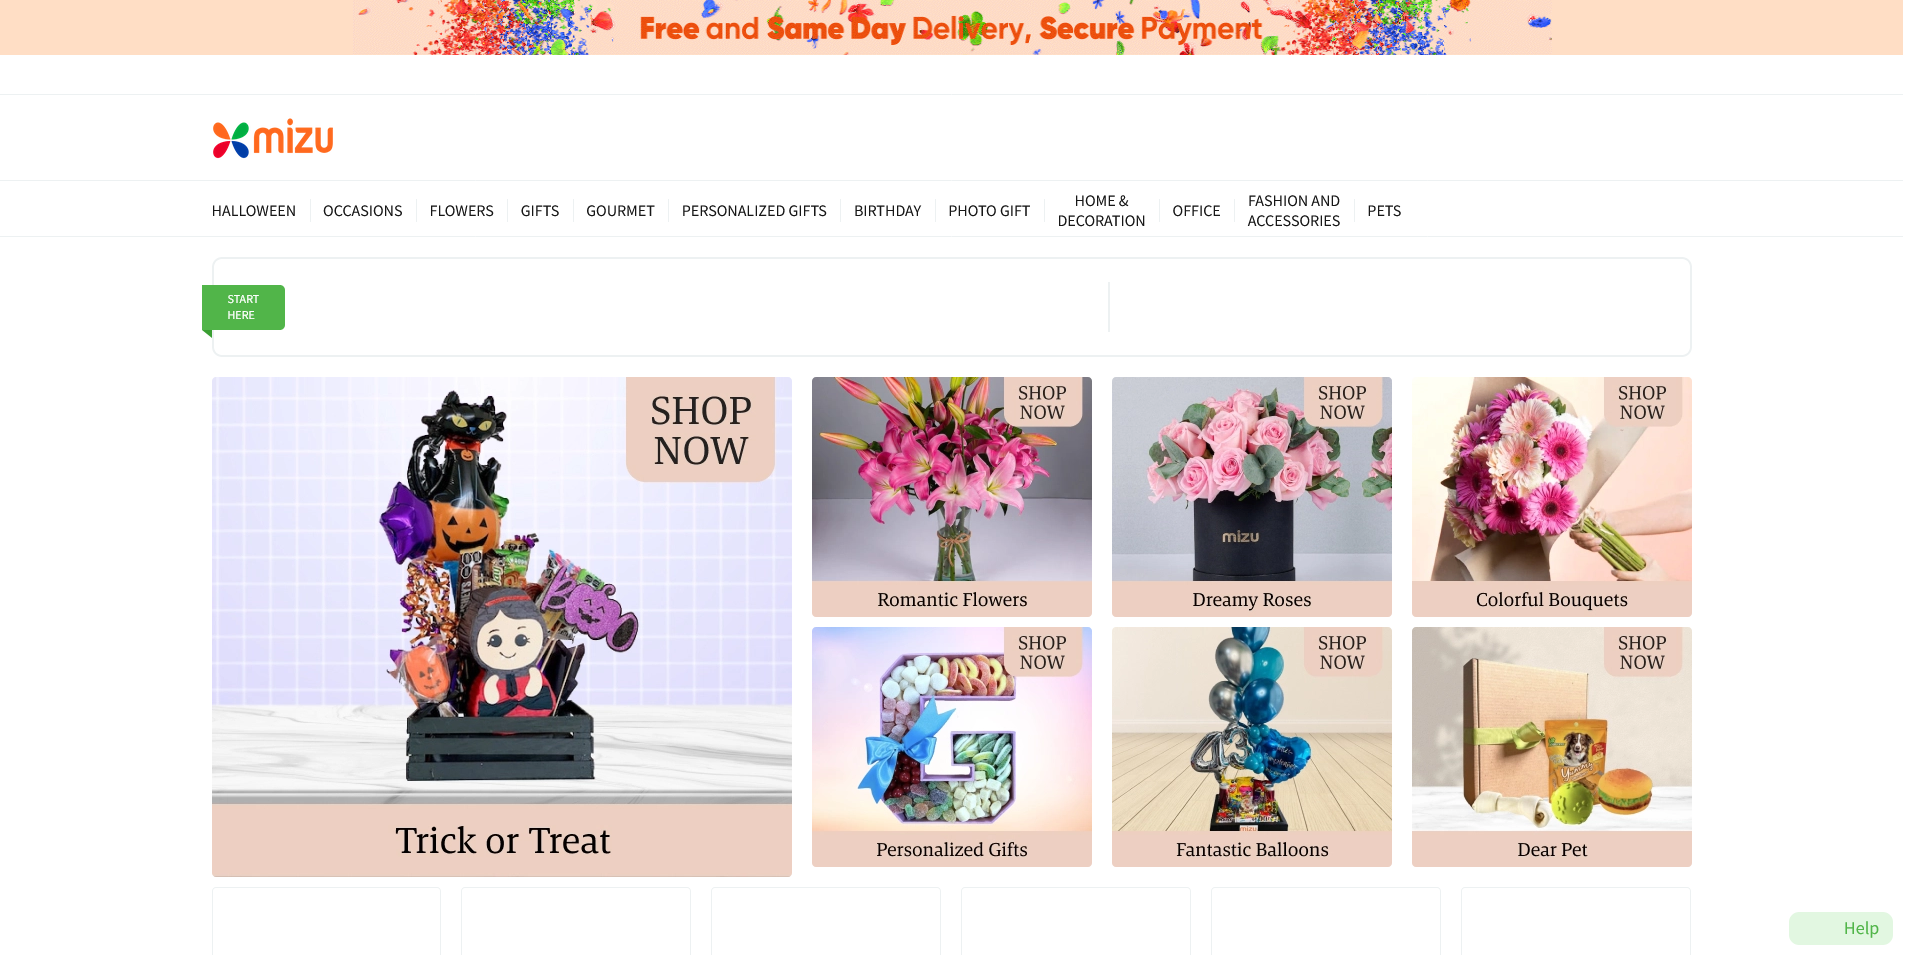 Free and Same Day Delivery, Secure Payment
mizu
HALLOWEEN
OCCASIONS
FLOWERS
GIFTS
GOURMET
PERSONALIZED GIFTS
BIRTHDAY
PHOTO GIFT
HOME &
DECORATION
OFFICE
FASHION AND
ACCESSORIES
PETS
START
HERE
SHOP
NOW
Trick or Treat
SHOP
NOW
Romantic Flowers
SHOP
NOW
mizu
Dreamy Roses
SHOP
NOW
Colorful Bouquets
SHOP
NOW
Personalized Gifts
SHOP
NOW
43
mizu
Fantastic Balloons
SHOP
NOW
Yummy
Dear Pet
Help